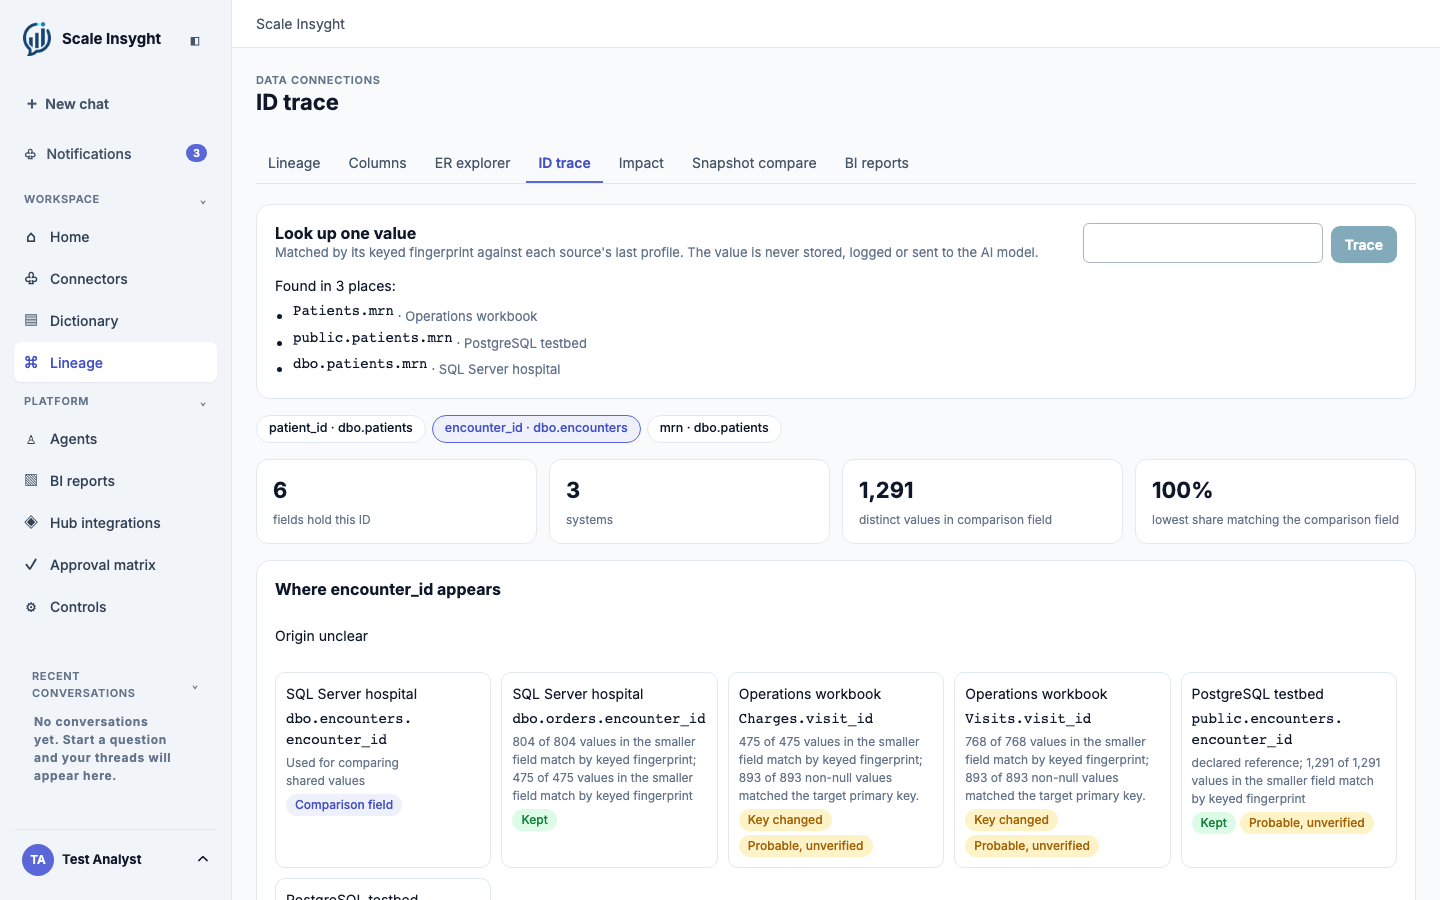 Scale Insyght
Scale Insyght
+ New chat
Notifications 3
WORKSPACE
Home
Connectors
Dictionary
Lineage
PLATFORM
Agents
BI reports
Hub integrations
Approval matrix
Controls
RECENT
CONVERSATIONS
No conversations
yet. Start a question
and your threads will
appear here.
TA Test Analyst
DATA CONNECTIONS
ID trace
Lineage Columns ER explorer ID trace Impact Snapshot compare BI reports
Look up one value
Matched by its keyed fingerprint against each source's last profile. The value is never stored, logged or sent to the AI model.
Trace
Found in 3 places:
• Patients.mrn · Operations workbook
• public.patients.mrn · PostgreSQL testbed
• dbo.patients.mrn · SQL Server hospital
patient_id · dbo.patients encounter_id · dbo.encounters mrn · dbo.patients
6
fields hold this ID
3
systems
1,291
distinct values in comparison field
100%
lowest share matching the comparison field
Where encounter_id appears
Origin unclear
SQL Server hospital
dbo.encounters.
encounter_id
Used for comparing
shared values
Comparison field
SQL Server hospital
dbo.orders.encounter_id
804 of 804 values in the smaller
field match by keyed fingerprint;
475 of 475 values in the smaller
field match by keyed fingerprint
Kept
Operations workbook
Charges.visit_id
475 of 475 values in the smaller
field match by keyed fingerprint;
893 of 893 non-null values
matched the target primary key.
Key changed
Probable, unverified
Operations workbook
Visits.visit_id
768 of 768 values in the smaller
field match by keyed fingerprint;
893 of 893 non-null values
matched the target primary key.
Key changed
Probable, unverified
PostgreSQL testbed
public.encounters.
encounter_id
declared reference; 1,291 of 1,291
values in the smaller field match
by keyed fingerprint
Kept Probable, unverified
PostgreSQL testbed